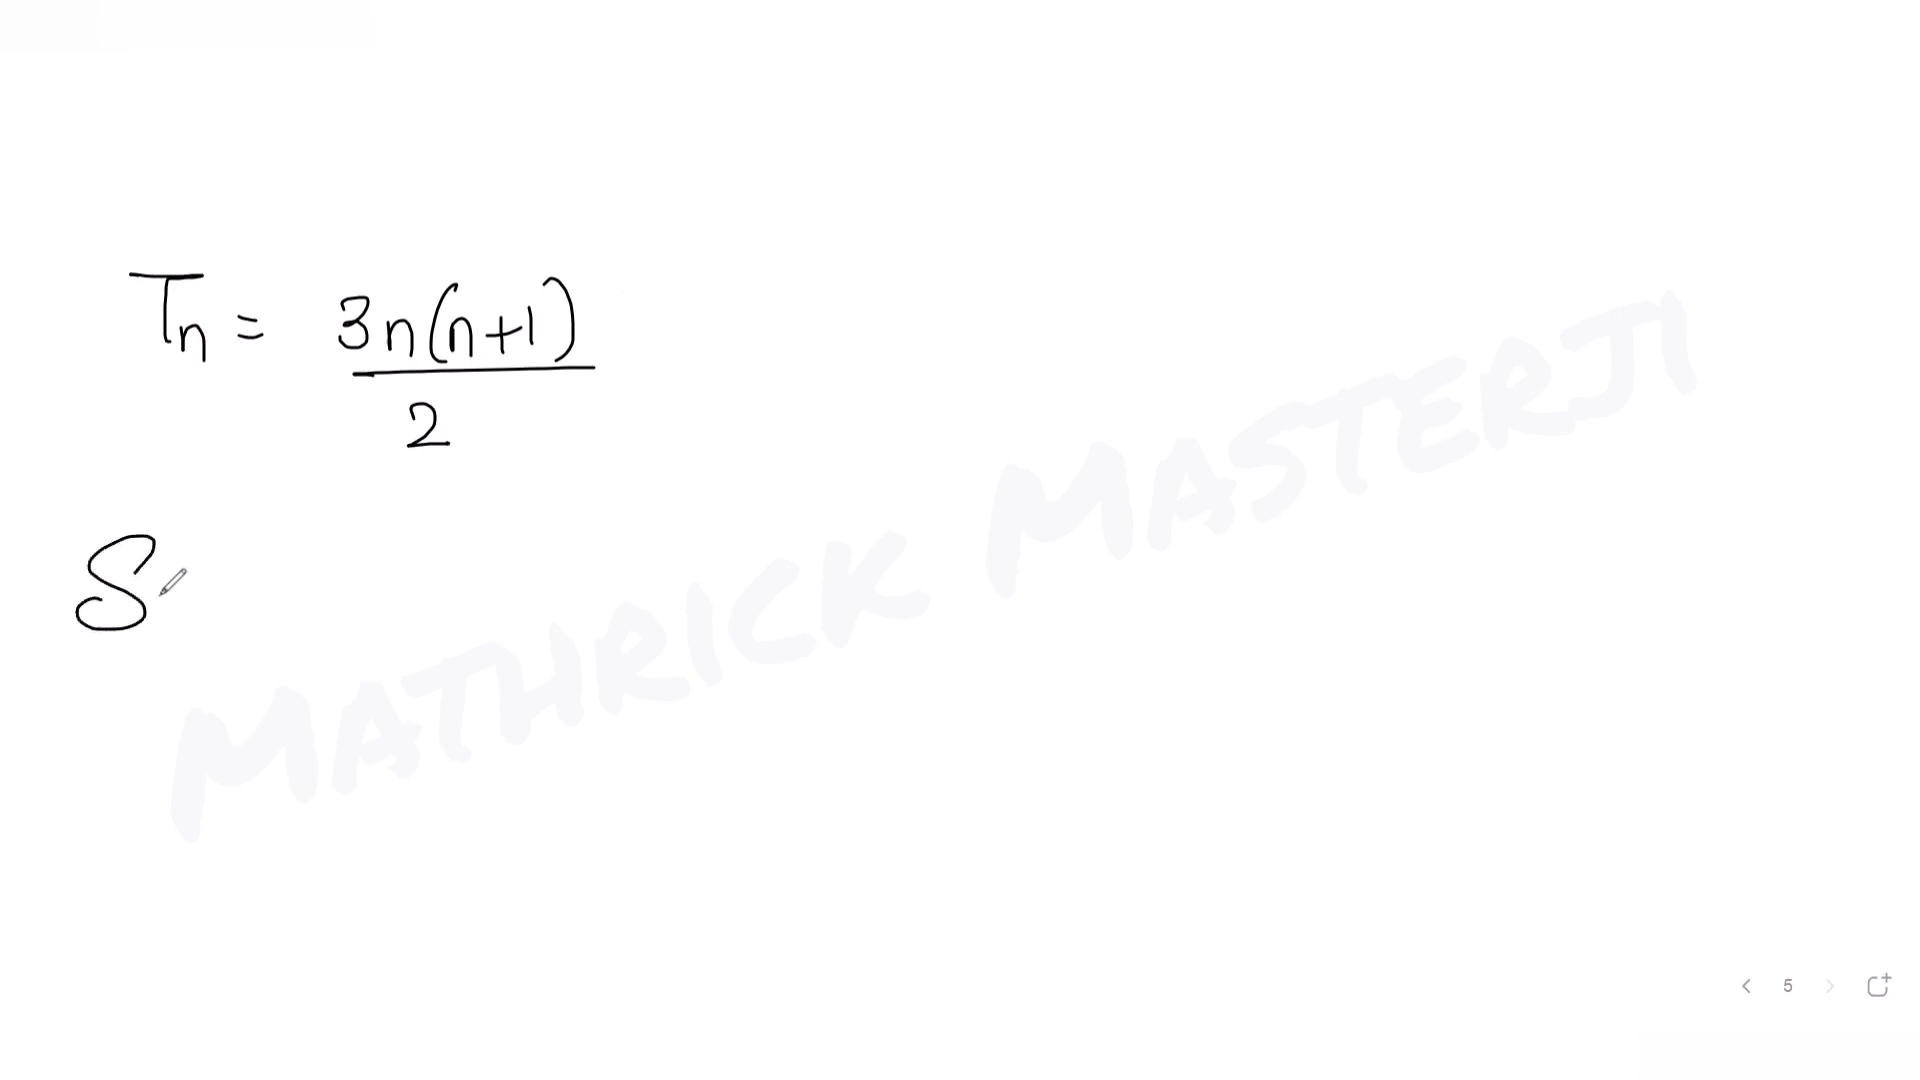 Tn = 3n(n+1)
2
S
MATHRICK MASTERJI
5